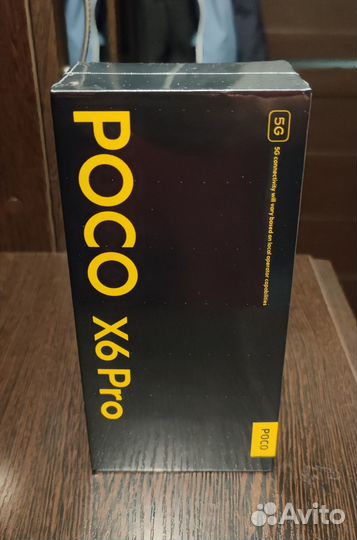 POCO X6 Pro
5G
5G connectivity will vary based on local operator capabilities
POCO
Avito